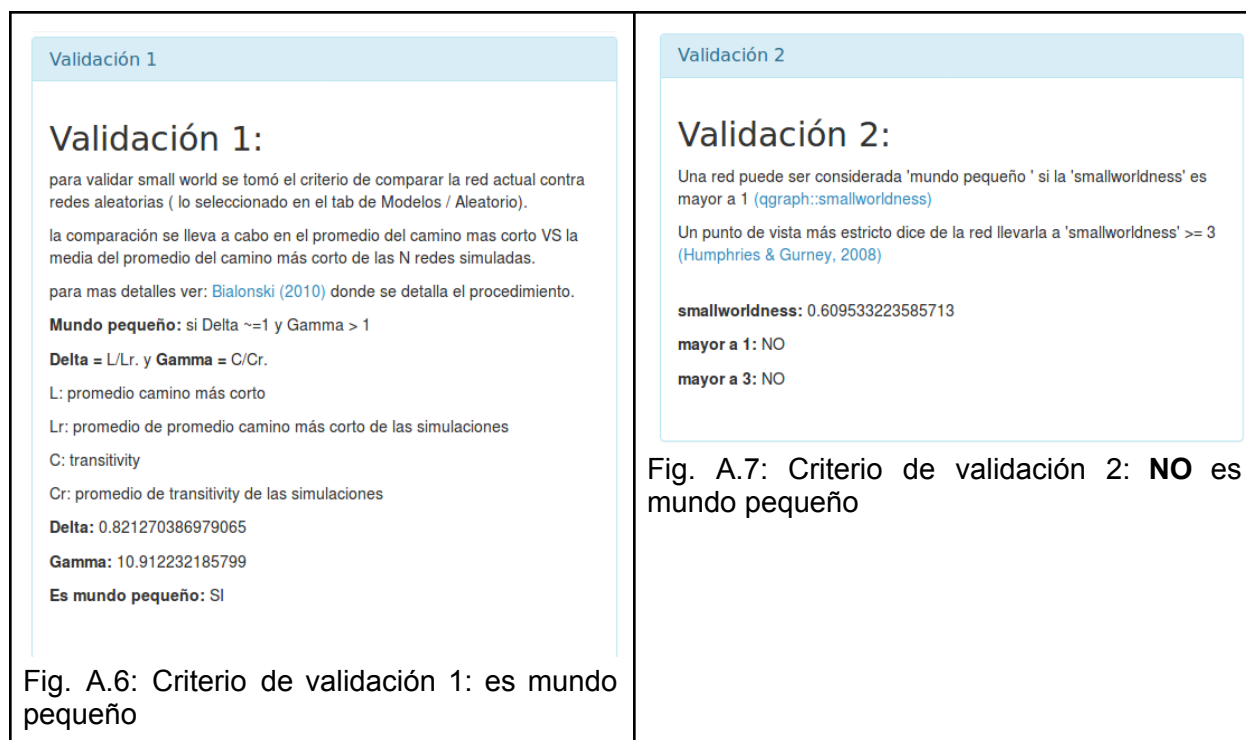 Validación 1
Validación 1:
para validar small world se tomó el criterio de comparar la red actual contra
redes aleatorias ( lo seleccionado en el tab de Modelos / Aleatorio).
la comparación se lleva a cabo en el promedio del camino mas corto VS la
media del promedio del camino más corto de las N redes simuladas.
para mas detalles ver: Bialonski (2010) donde se detalla el procedimiento.
Mundo pequeño: si Delta ~=1 y Gamma > 1
Delta = L/Lr. y Gamma = C/Cr.
L: promedio camino más corto
Lr: promedio de promedio camino más corto de las simulaciones
C: transitivity
Cr: promedio de transitivity de las simulaciones
Delta: 0.821270386979065
Gamma: 10.912232185799
Es mundo pequeño: SI
Fig. A.6: Criterio de validación 1: es mundo
pequeño
Validación 2
Validación 2:
Una red puede ser considerada 'mundo pequeño ' si la 'smallworldness' es
mayor a 1 (qgraph::smallworldness)
Un punto de vista más estricto dice de la red llevarla a 'smallworldness' >= 3
(Humphries & Gurney, 2008)
smallworldness: 0.609533223585713
mayor a 1: NO
mayor a 3: NO
Fig. A.7: Criterio de validación 2: NO es
mundo pequeño